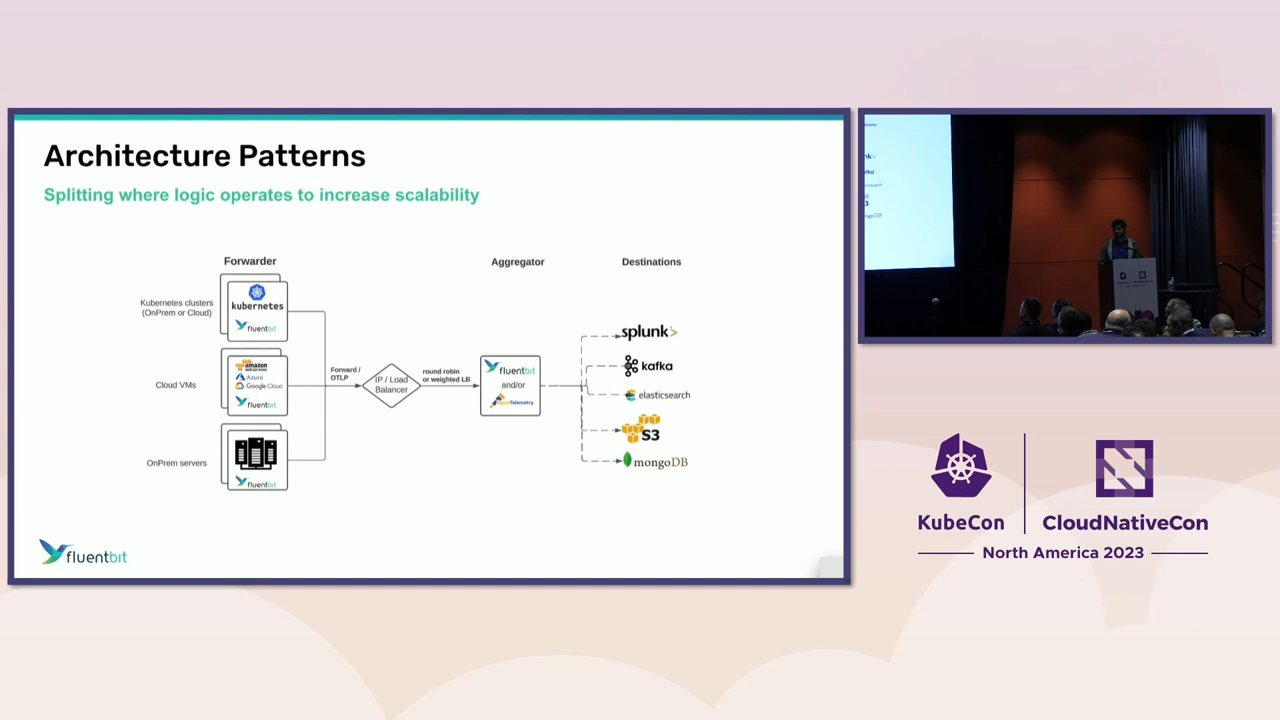 Architecture Patterns
Splitting where logic operates to increase scalability
Forwarder
Aggregator
Destinations
Kubernetes clusters
(OnPrem or Cloud)
kubernetes
fluentbit
Cloud VMs
amazon
webservices
Azure
Google Cloud
fluentbit
OnPrem servers
fluentbit
Forward /
OTLP
IP / Load
Balancer
round robin
or weighted LB
fluentbit
and/or
OpenTelemetry
splunk>
kafka
elasticsearch
S3
mongoDB
fluentbit
KubeCon
CloudNativeCon
North America 2023